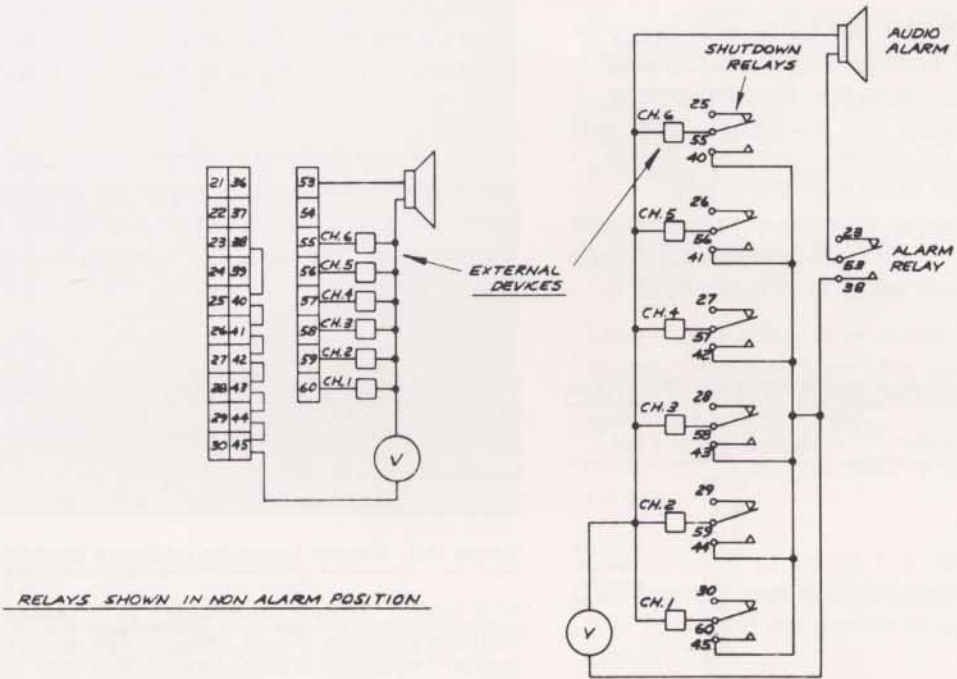 AUDIO
ALARM
SHUTDOWN
RELAYS
CH. 6
25
55
40
CH. 5
26
56
41
CH. 4
27
57
42
CH. 3
28
58
43
CH. 2
29
59
44
CH. 1
30
60
45
23
53
38
ALARM
RELAY
V
EXTERNAL
DEVICES
21 36
22 37
23 38
24 39
25 40
26 41
27 42
28 43
29 44
30 45
53
54
55 CH. 6
56 CH. 5
57 CH. 4
58 CH. 3
59 CH. 2
60 CH. 1
V
RELAYS SHOWN IN NON ALARM POSITION